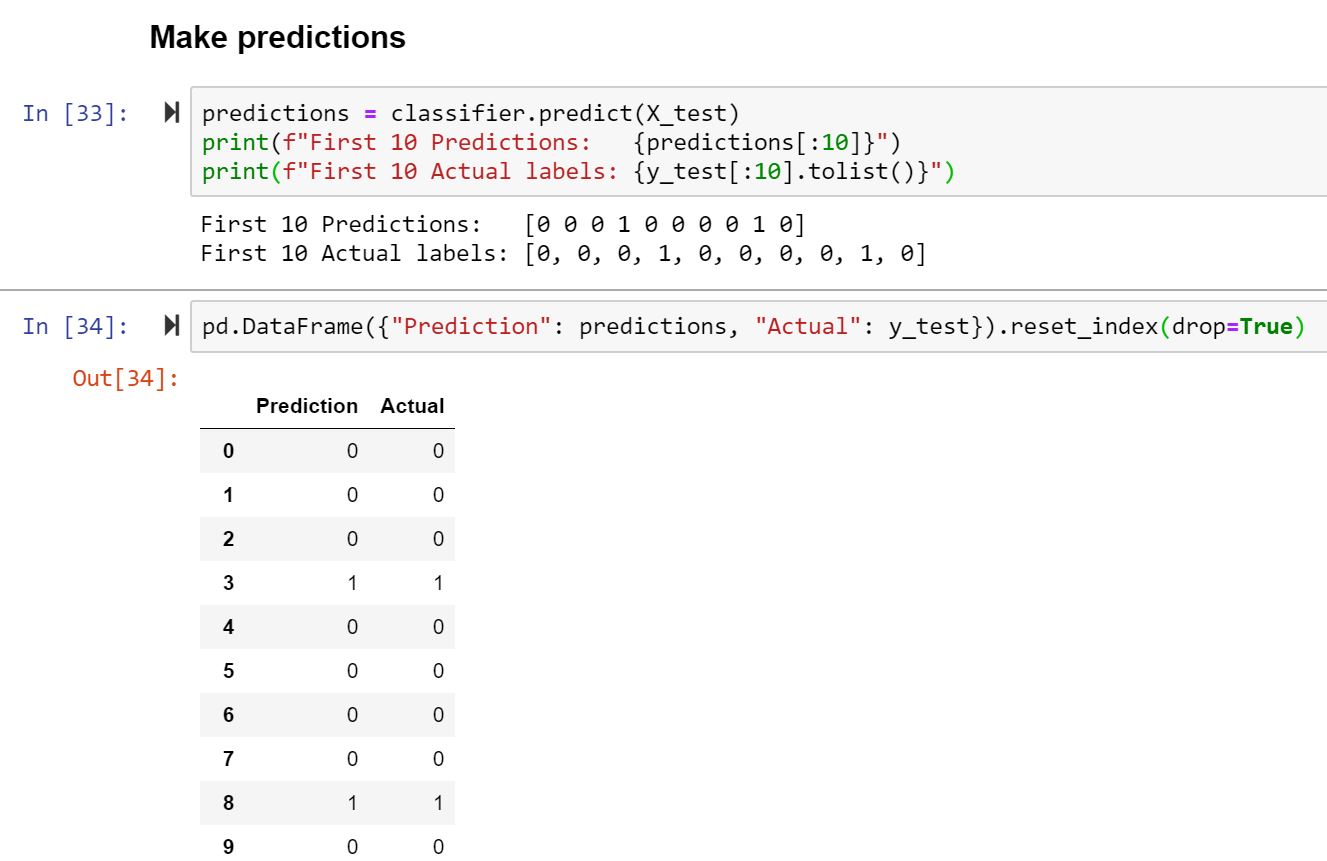 Make predictions
In [33]: predictions = classifier.predict(X_test)
print(f"First 10 Predictions:   {predictions[:10]}")
print(f"First 10 Actual labels: {y_test[:10].tolist()}")
First 10 Predictions:   [0 0 0 1 0 0 0 0 1 0]
First 10 Actual labels: [0, 0, 0, 1, 0, 0, 0, 0, 1, 0]
In [34]: pd.DataFrame({"Prediction": predictions, "Actual": y_test}).reset_index(drop=True)
Out[34]:
Prediction Actual
0 0 0
1 0 0
2 0 0
3 1 1
4 0 0
5 0 0
6 0 0
7 0 0
8 1 1
9 0 0